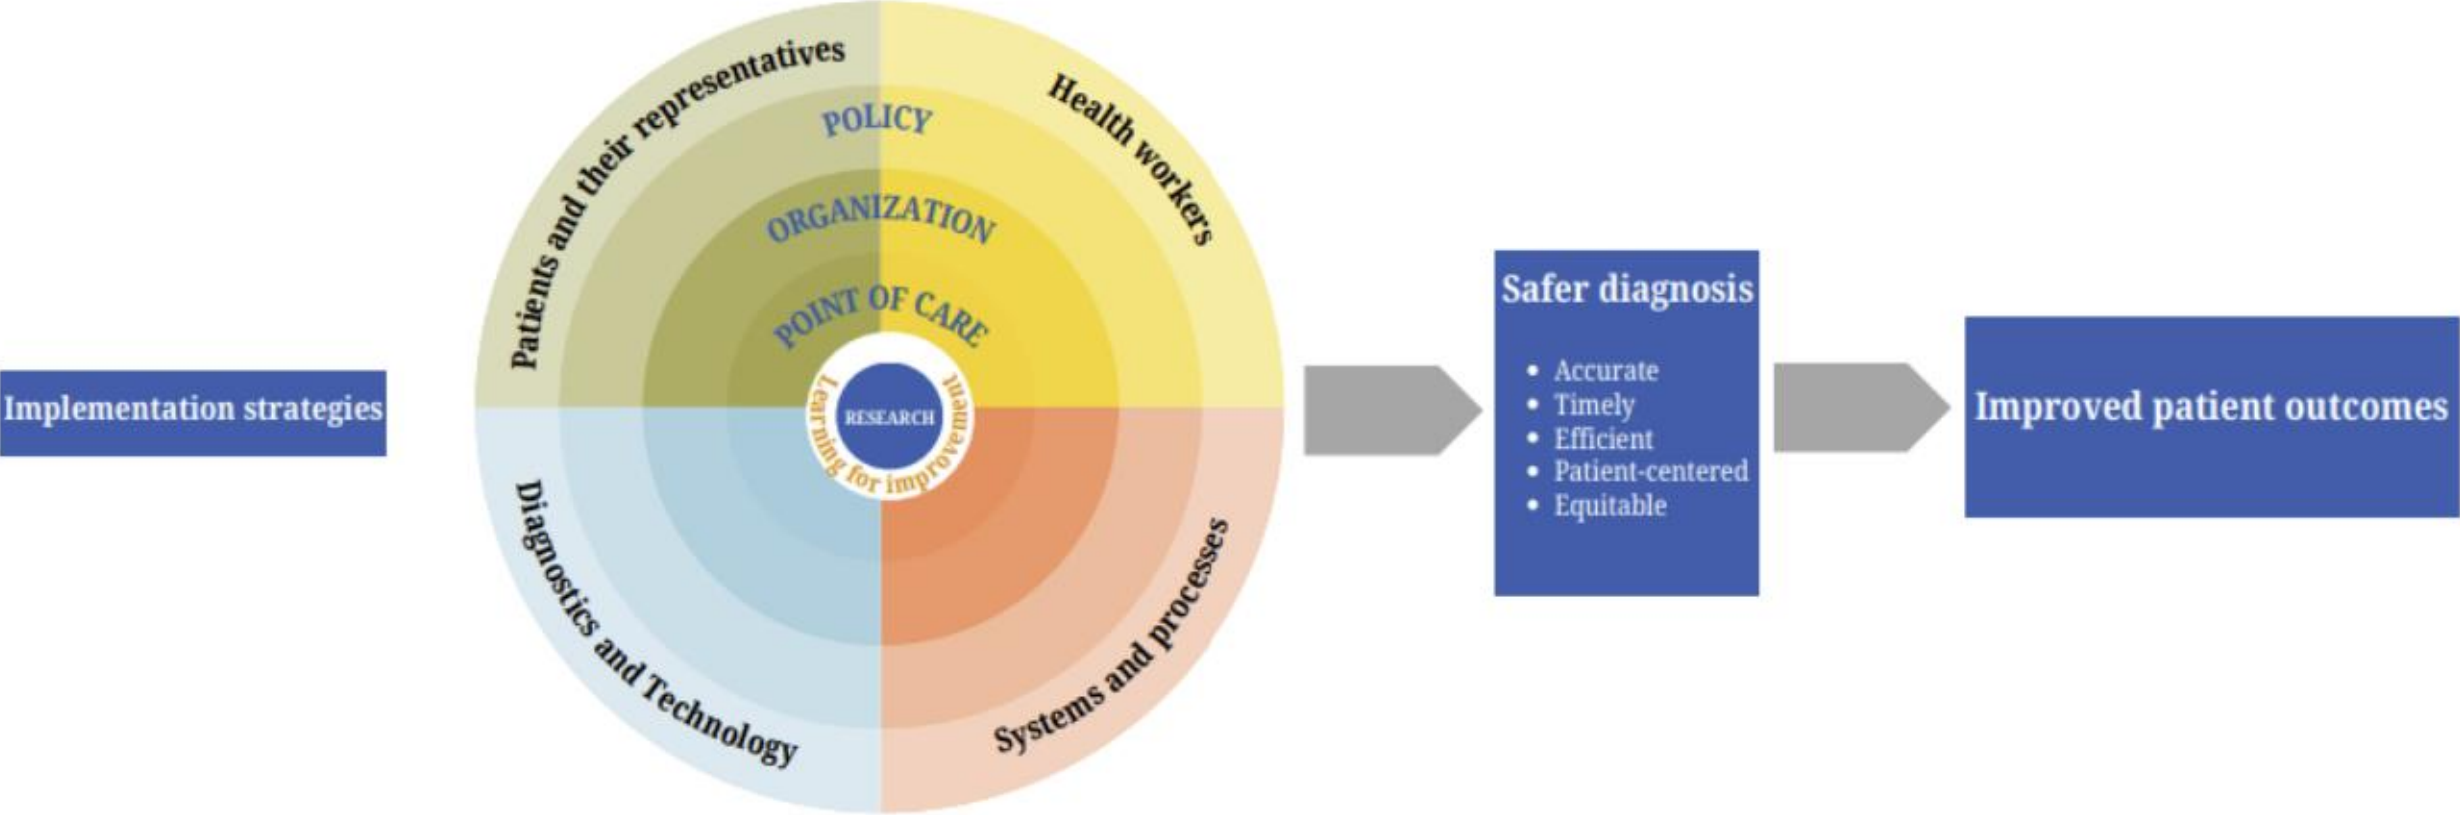 Implementation strategies
Patients and their representatives
Health workers
POLICY
ORGANIZATION
POINT OF CARE
RESEARCH
Learning for improvement
Diagnostics and Technology
Systems and processes
Safer diagnosis
• Accurate
• Timely
• Efficient
• Patient-centered
• Equitable
Improved patient outcomes